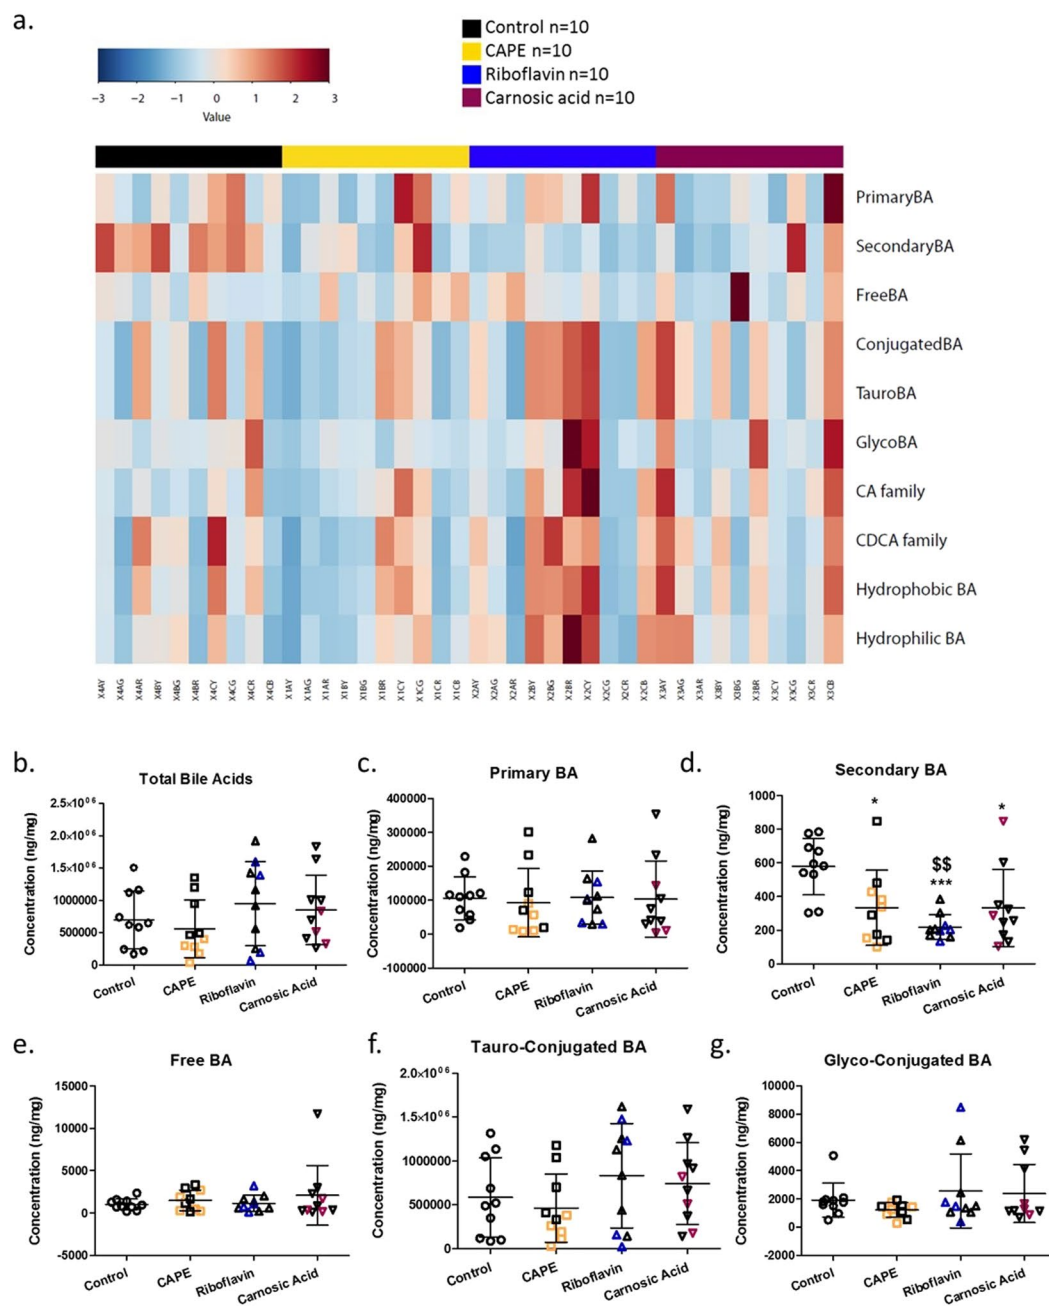 a.
Control n=10
CAPE n=10
Riboflavin n=10
Carnosic acid n=10
−3 −2 −1 0 1 2 3
Value
PrimaryBA
SecondaryBA
FreeBA
ConjugatedBA
TauroBA
GlycoBA
CA family
CDCA family
Hydrophobic BA
Hydrophilic BA
X4AY X4AG X4AR X4BY X4BG X4BR X4CY X4CG X4CR X4CB X1AY X1AG X1AR X1BY X1BG X1BR X1CY X1CG X1CR X1CB X2AY X2AG X2AR X2BY X2BG X2BR X2CY X2CG X2CR X2CB X3AY X3AG X3AR X3BY X3BG X3BR X3CY X3CG X3CR X3CB
b.
Total Bile Acids
Concentration (ng/mg)
2.5×10⁰⁶
2.0×10⁰⁶
1.5×10⁰⁶
1000000
500000
0
Control CAPE Riboflavin Carnosic Acid
c.
Primary BA
Concentration (ng/mg)
400000
300000
200000
100000
0
-100000
Control CAPE Riboflavin Carnosic Acid
d.
Secondary BA
Concentration (ng/mg)
1000
800
600
400
200
0
*
$$
***
*
Control CAPE Riboflavin Carnosic Acid
e.
Free BA
Concentration (ng/mg)
15000
10000
5000
0
-5000
Control CAPE Riboflavin Carnosic Acid
f.
Tauro-Conjugated BA
Concentration (ng/mg)
2.0×10⁰⁶
1.5×10⁰⁶
1000000
500000
0
Control CAPE Riboflavin Carnosic Acid
g.
Glyco-Conjugated BA
Concentration (ng/mg)
10000
8000
6000
4000
2000
0
-2000
Control CAPE Riboflavin Carnosic Acid